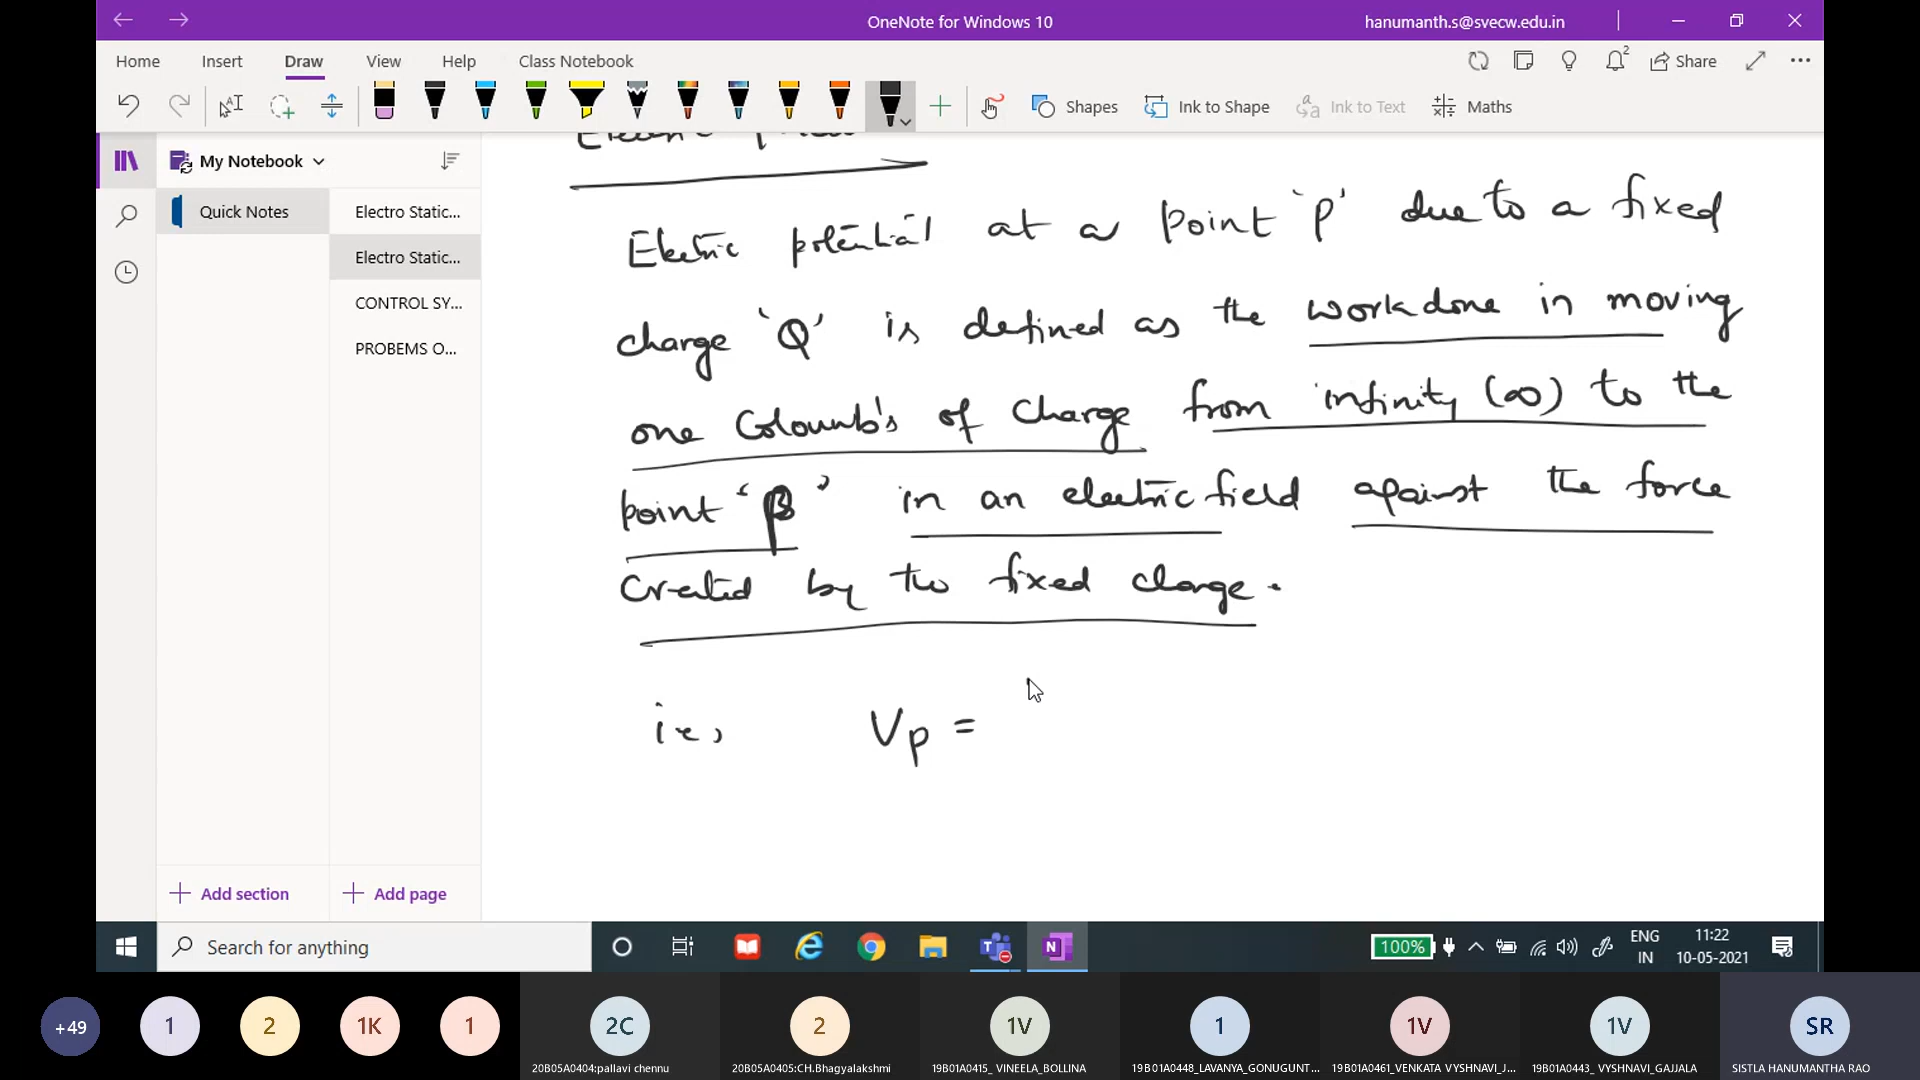 OneNote for Windows 10
hanumanth.s@svecw.edu.in
Home Insert Draw View Help Class Notebook
2
Share
Shapes Ink to Shape Ink to Text Maths
My Notebook
Quick Notes
Electro Static...
Electro Static...
CONTROL SY...
PROBEMS O...
Add section
Add page
Electric potential at a point 'p' due to a fixed
charge 'Q' is defined as the workdone in moving
one Coloumb's of charge from infinity (∞) to the
point 'p' in an electric field against the force
created by the fixed charge.
ie, Vp =
Search for anything
100%
ENG
IN
11:22
10-05-2021
+49
1
2
1K
1
2C
20B05A0404:pallavi chennu
2
20B05A0405:CH.Bhagyalakshmi
1V
19B01A0415_ VINEELA_BOLLINA
1
19B01A0448_LAVANYA_GONUGUNT...
1V
19B01A0461_VENKATA VYSHNAVI_J...
1V
19B01A0443_ VYSHNAVI_GAJJALA
SR
SISTLA HANUMANTHA RAO